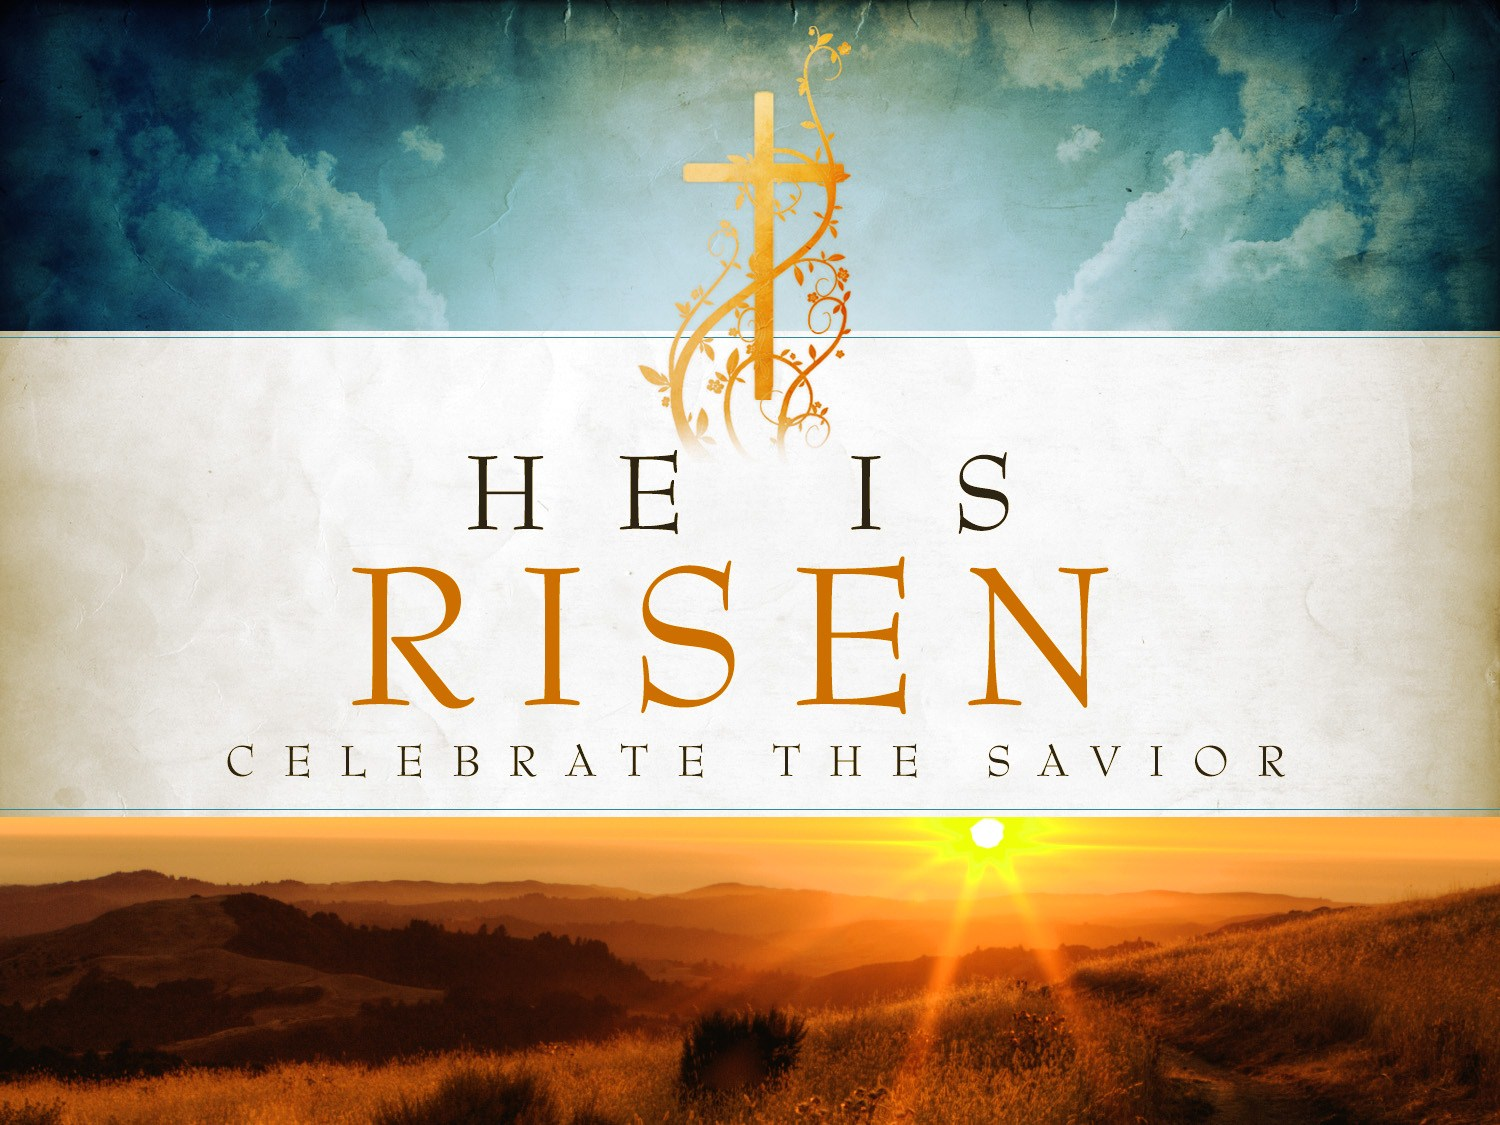 HE IS
RISEN
CELEBRATE THE SAVIOR